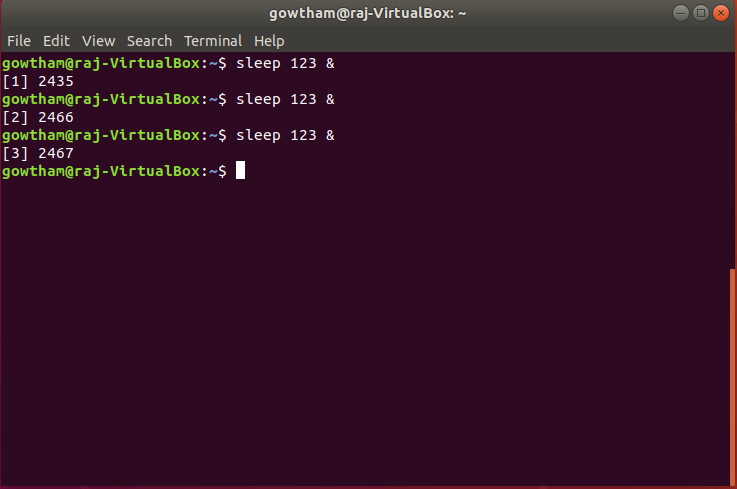 gowtham@raj-VirtualBox: ~
File Edit View Search Terminal Help
gowtham@raj-VirtualBox:~$ sleep 123 &
[1] 2435
gowtham@raj-VirtualBox:~$ sleep 123 &
[2] 2466
gowtham@raj-VirtualBox:~$ sleep 123 &
[3] 2467
gowtham@raj-VirtualBox:~$